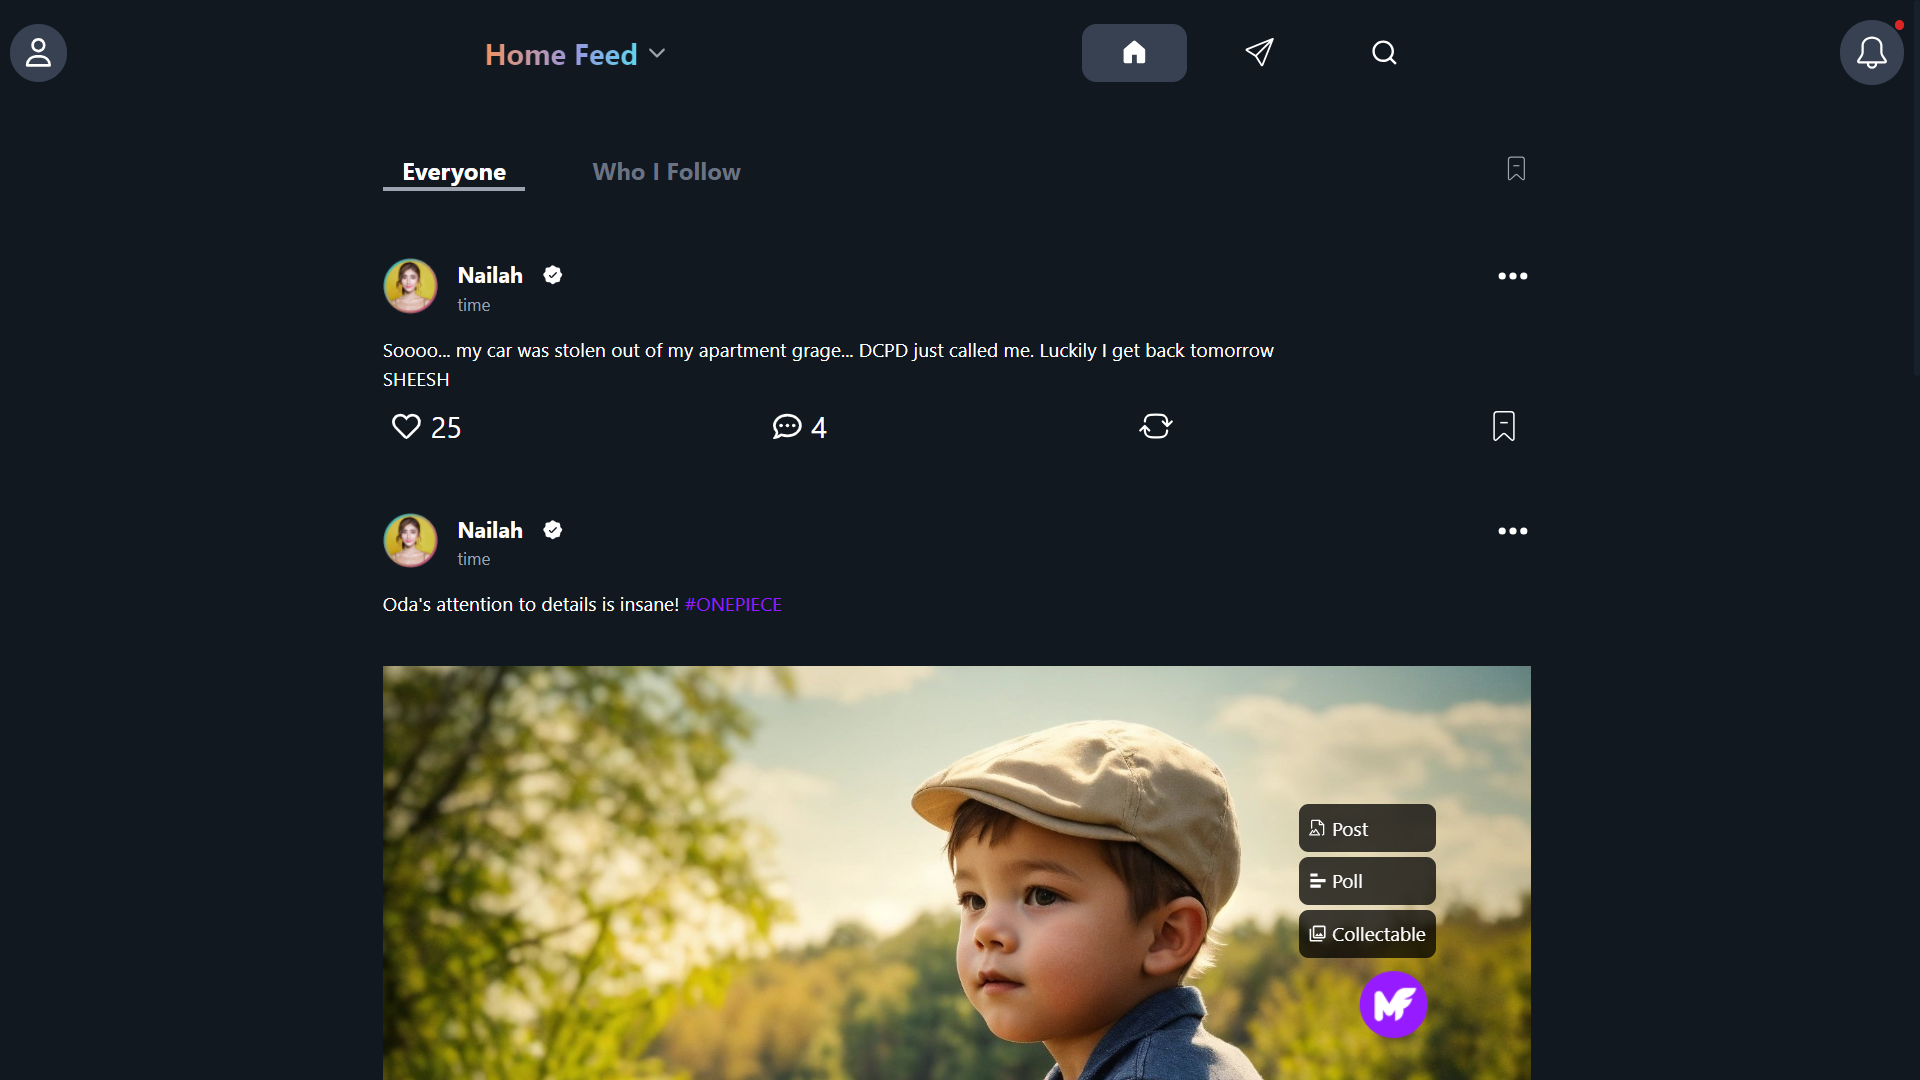 Home Feed
Everyone
Who I Follow
Nailah
time
Soooo... my car was stolen out of my apartment grage... DCPD just called me. Luckily I get back tomorrow
SHEESH
25
4
Nailah
time
Oda's attention to details is insane! #ONEPIECE
Post
Poll
Collectable
MF